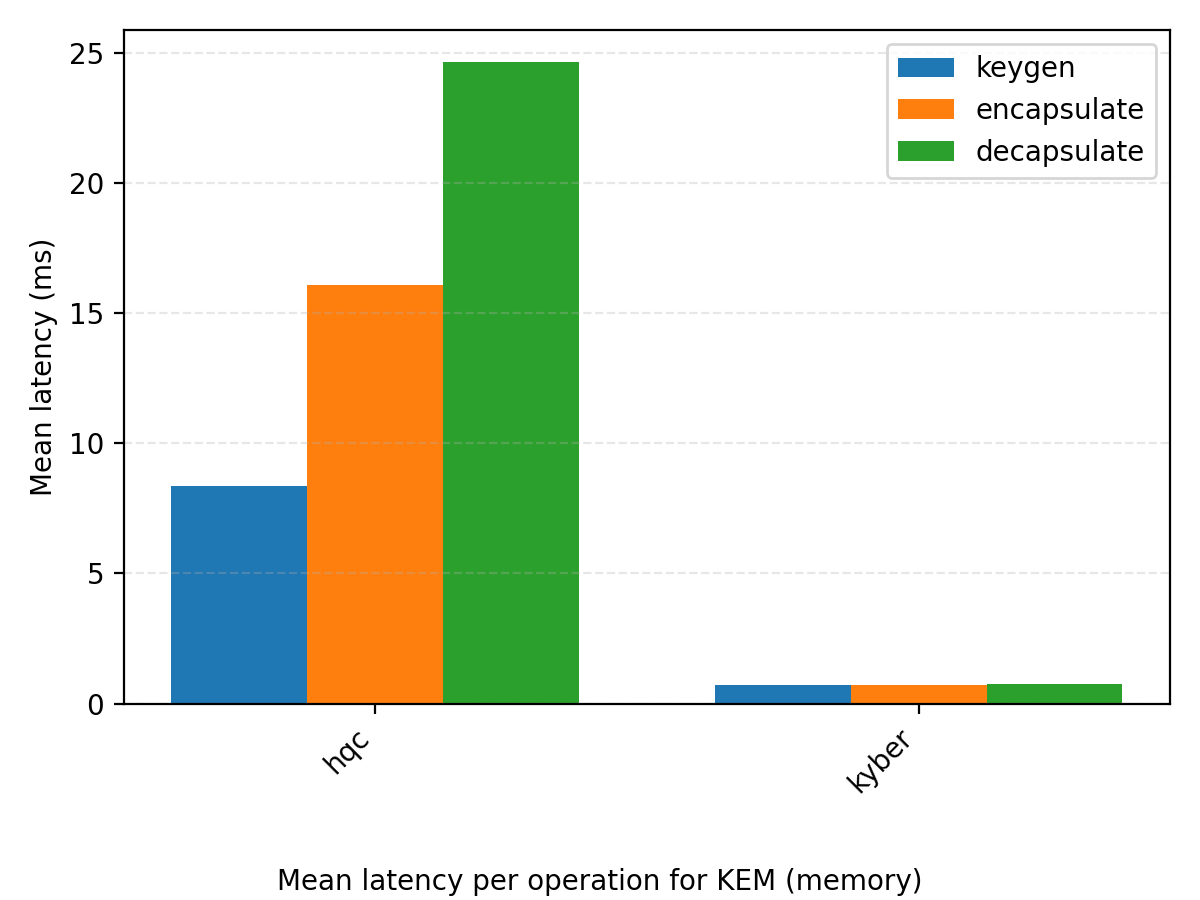 25
20
15
10
5
0
Mean latency (ms)
keygen
encapsulate
decapsulate
hqc
kyber
Mean latency per operation for KEM (memory)